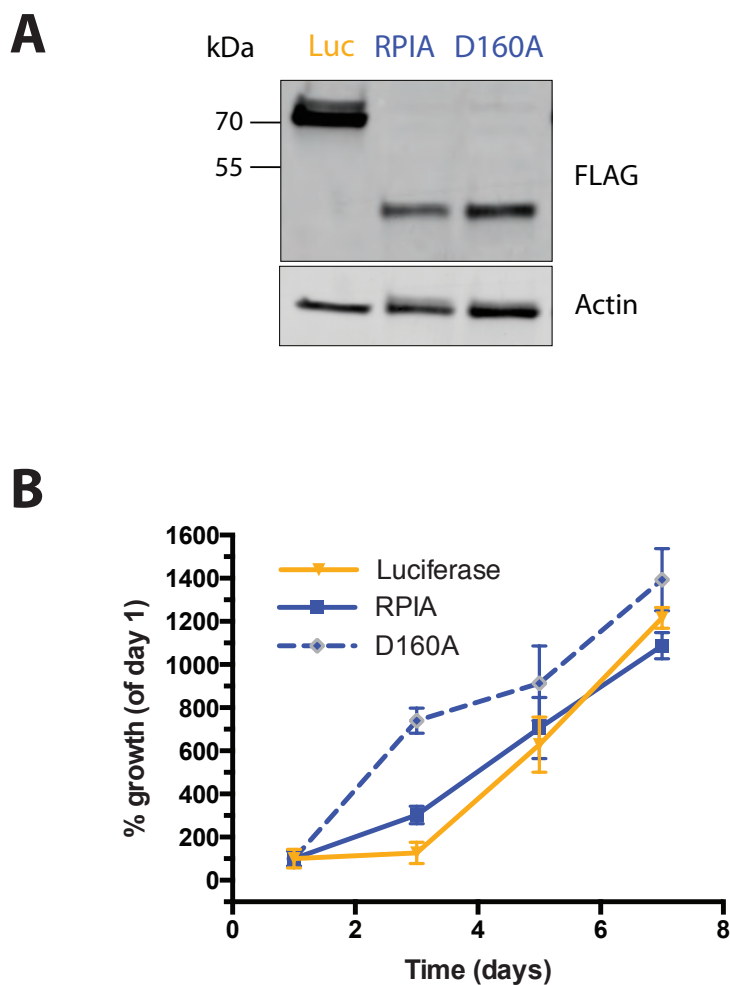 A
kDa Luc RPIA D160A
70
55
FLAG
Actin
B
1600
1400
1200
1000
800
600
400
200
0
% growth (of day 1)
Luciferase
RPIA
D160A
0 2 4 6 8
Time (days)